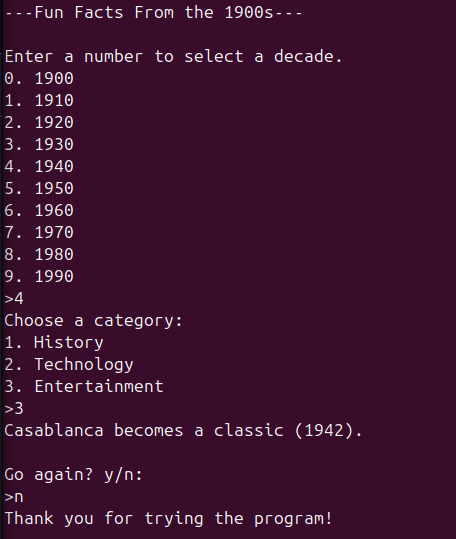 ---Fun Facts From the 1900s---
Enter a number to select a decade.
0. 1900
1. 1910
2. 1920
3. 1930
4. 1940
5. 1950
6. 1960
7. 1970
8. 1980
9. 1990
>4
Choose a category:
1. History
2. Technology
3. Entertainment
>3
Casablanca becomes a classic (1942).
Go again? y/n:
>n
Thank you for trying the program!